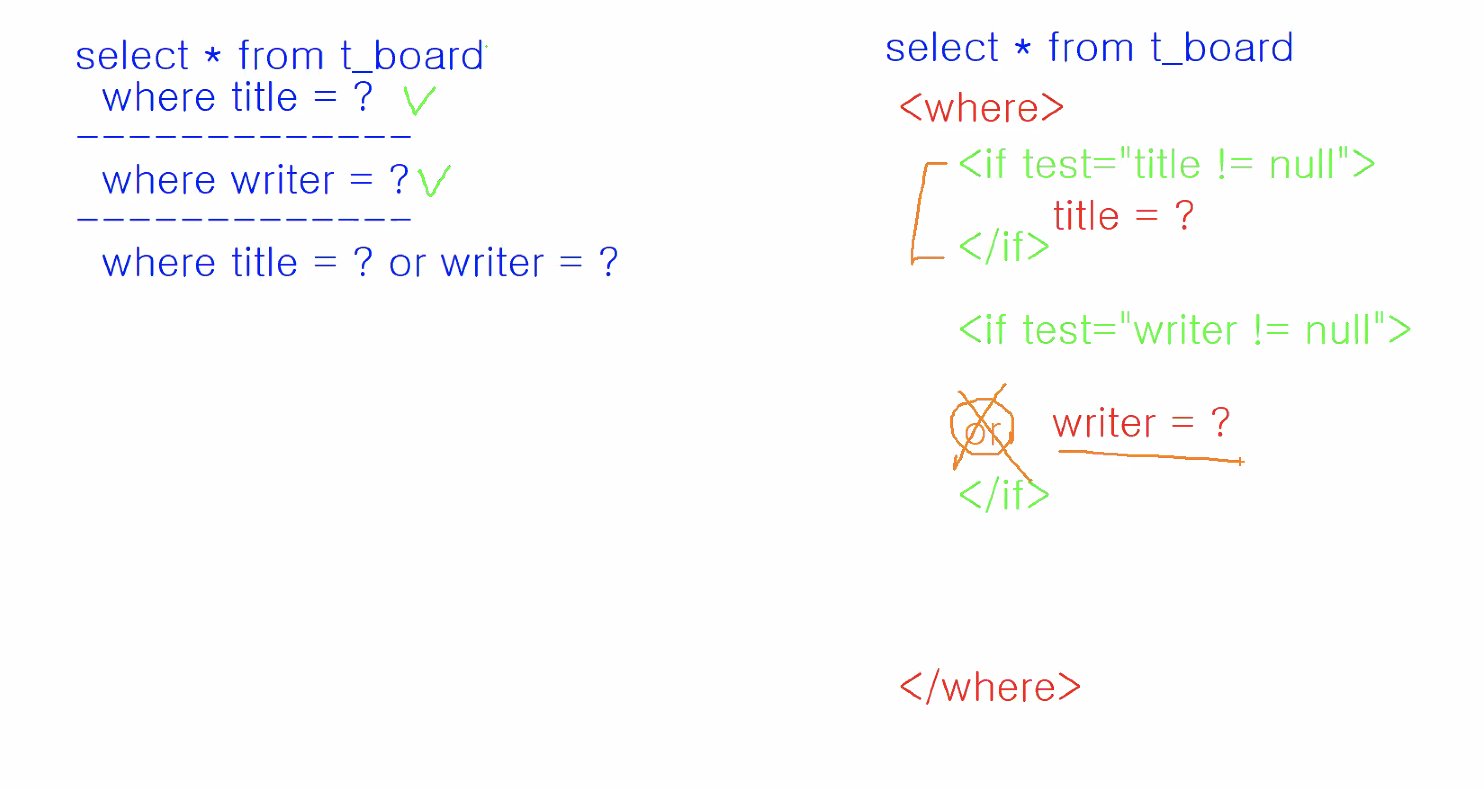 select * from t_board
where title = ?
-------------
where writer = ?
-------------
where title = ? or writer = ?
select * from t_board
<where>
<if test="title != null">
title = ?
</if>
<if test="writer != null">
or writer = ?
</if>
</where>